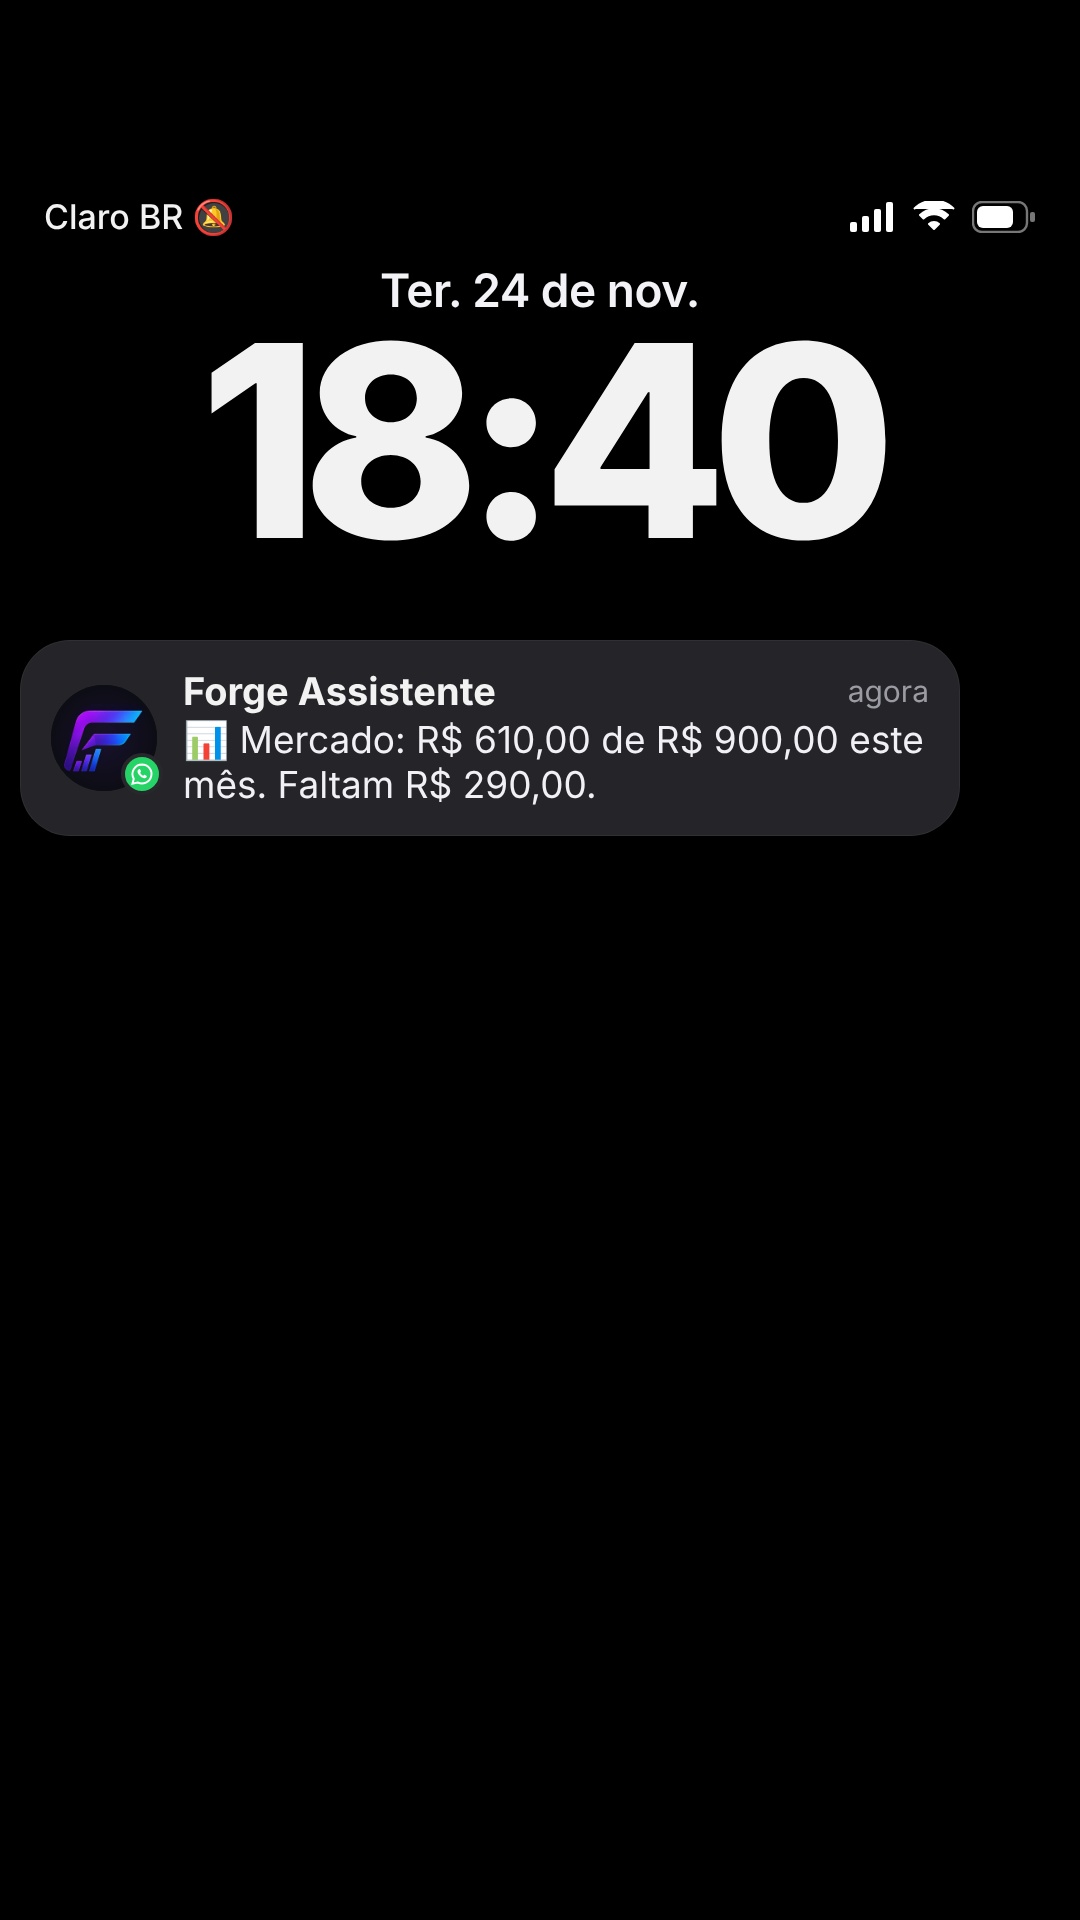 Claro BR 🔕
Ter. 24 de nov.
18:40
Forge Assistente
agora
📊 Mercado: R$ 610,00 de R$ 900,00 este
mês. Faltam R$ 290,00.